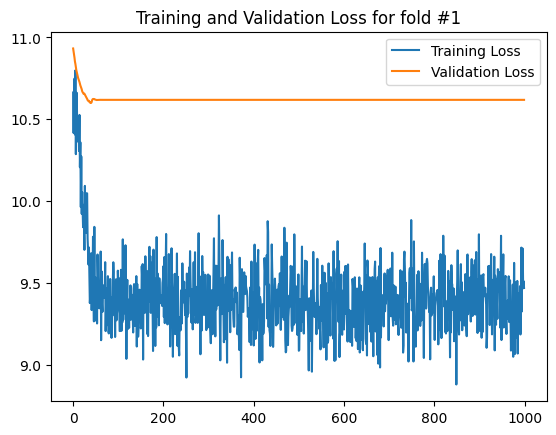 Training and Validation Loss for fold #1
Training Loss
Validation Loss
11.0
10.5
10.0
9.5
9.0
0 200 400 600 800 1000